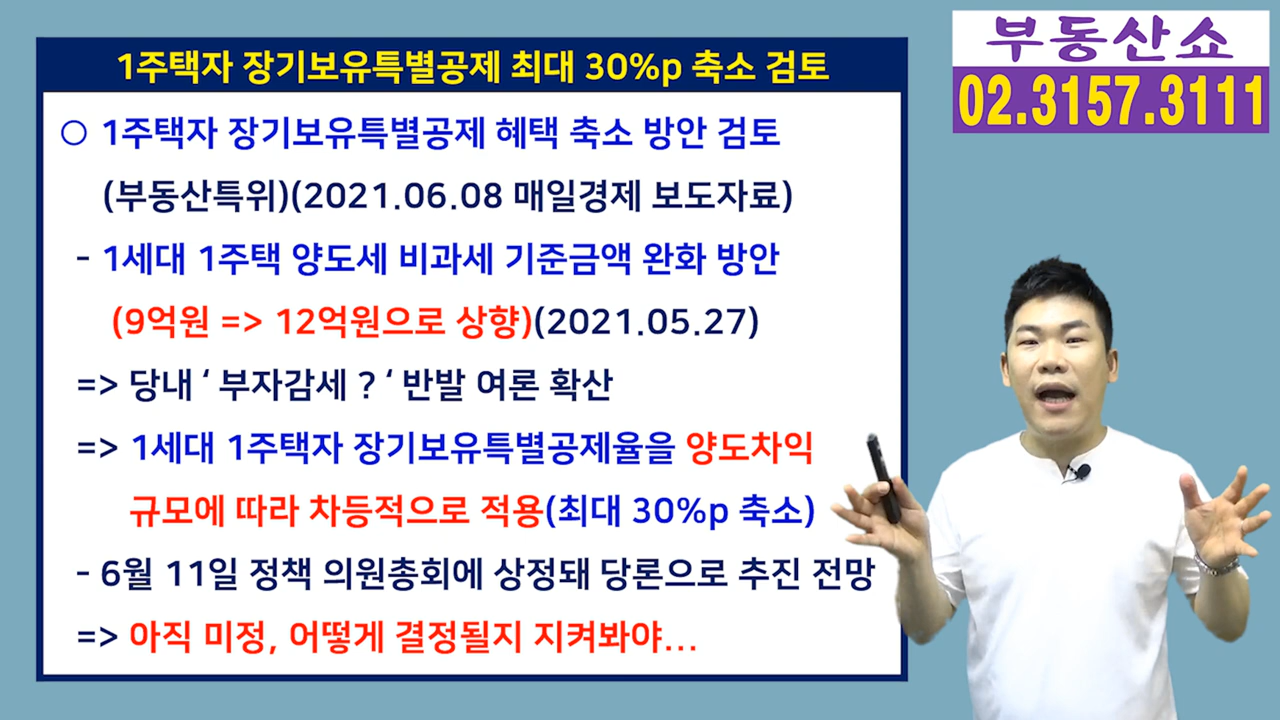 1주택자 장기보유특별공제 최대 30%p 축소 검토
○ 1주택자 장기보유특별공제 혜택 축소 방안 검토
(부동산특위)(2021.06.08 매일경제 보도자료)
- 1세대 1주택 양도세 비과세 기준금액 완화 방안
(9억원 => 12억원으로 상향)(2021.05.27)
=> 당내 ‘ 부자감세 ? ‘ 반발 여론 확산
=> 1세대 1주택자 장기보유특별공제율을 양도차익
규모에 따라 차등적으로 적용(최대 30%p 축소)
- 6월 11일 정책 의원총회에 상정돼 당론으로 추진 전망
=> 아직 미정, 어떻게 결정될지 지켜봐야...
부동산쇼
02.3157.3111